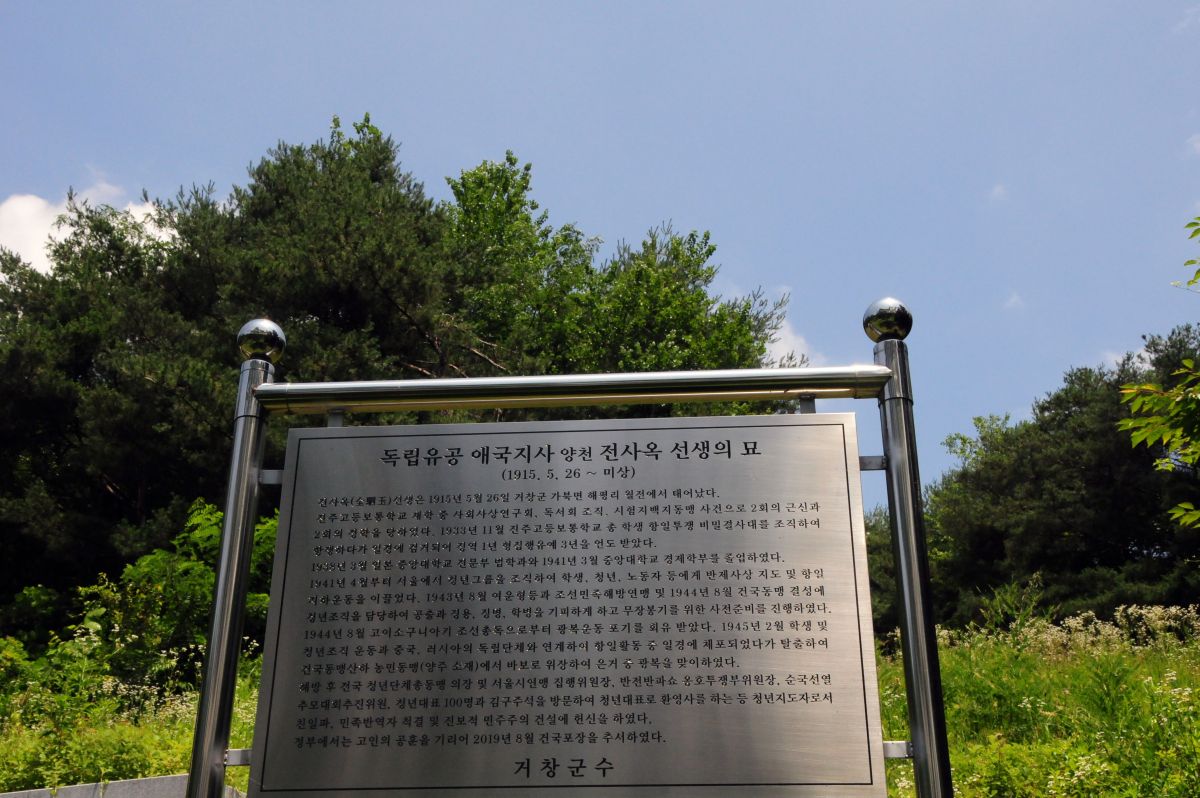 독립유공 애국지사 양천 전사옥 선생의 묘
(1915. 5. 26 ~ 미상)
전사옥(全駟玉)선생은 1915년 5월 26일 거창군 가북면 해평리 월전에서 태어났다.
진주고등보통학교 재학 중 사회사상연구회, 독서회 조직. 시험지백지동맹 사건으로 2회의 근신과
2회의 정학을 당하였다. 1933년 11월 진주고등보통학교 총 학생 항일투쟁 비밀결사대를 조직하여
항쟁하다가 일경에 검거되어 징역 1년 형집행유예 3년을 언도 받았다.
1938년 3월 일본 중앙대학교 전문부 법학과와 1941년 3월 중앙대학교 경제학부를 졸업하였다.
1941년 4월부터 서울에서 청년그룹을 조직하여 학생, 청년, 노동자 등에게 반제사상 지도 및 항일
지하운동을 이끌었다. 1943년 8월 여운형등과 조선민족해방연맹 및 1944년 8월 건국동맹 결성에
청년조직을 담당하여 공출과 징용, 징병, 학병을 기피하게 하고 무장봉기를 위한 사전준비를 진행하였다.
1944년 8월 고이소구니아기 조선총독으로부터 광복운동 포기를 회유 받았다. 1945년 2월 학생 및
청년조직 운동과 중국, 러시아의 독립단체와 연계하여 항일활동 중 일경에 체포되었다가 탈출하여
건국동맹산하 농민동맹(양주 소재)에서 바보로 위장하여 은거 중 광복을 맞이하였다.
해방 후 건국 청년단체총동맹 의장 및 서울시연맹 집행위원장, 반전반파쇼 옹호투쟁부위원장, 순국선열
추모대회추진위원, 청년대표 100명과 김구주석을 방문하여 청년대표로 환영사를 하는 등 청년지도자로서
친일파, 민족반역자 척결 및 진보적 민주주의 건설에 헌신을 하였다.
정부에서는 고인의 공훈을 기리어 2019년 8월 건국포장을 추서하였다.
거창군수